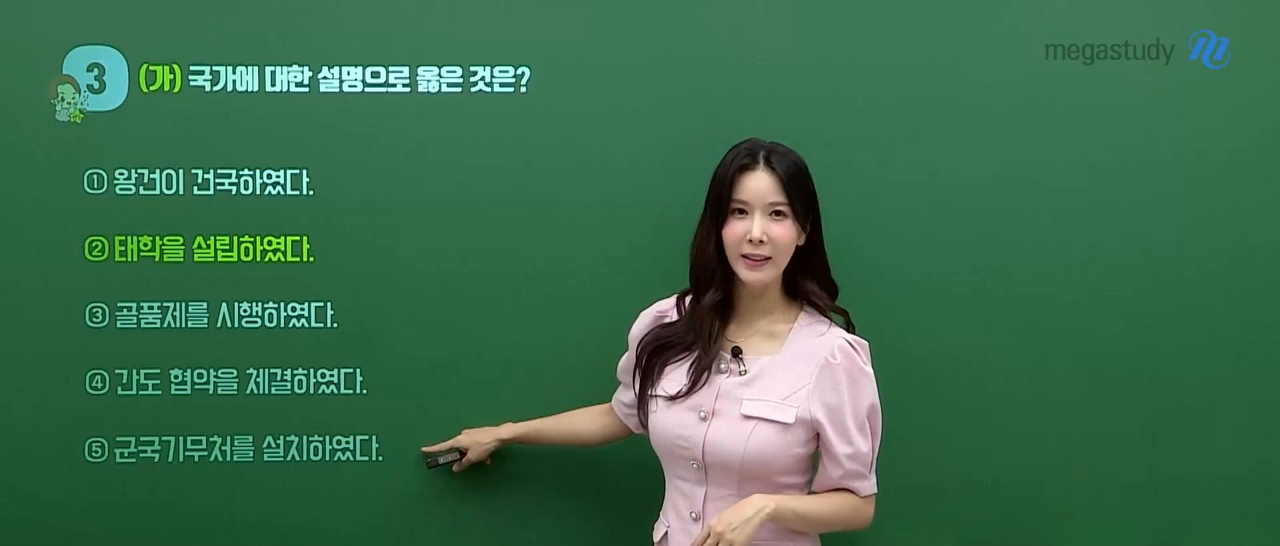 megastudy
3 (가) 국가에 대한 설명으로 옳은 것은?
① 왕건이 건국하였다.
② 태학을 설립하였다.
③ 골품제를 시행하였다.
④ 간도 협약을 체결하였다.
⑤ 군국기무처를 설치하였다.